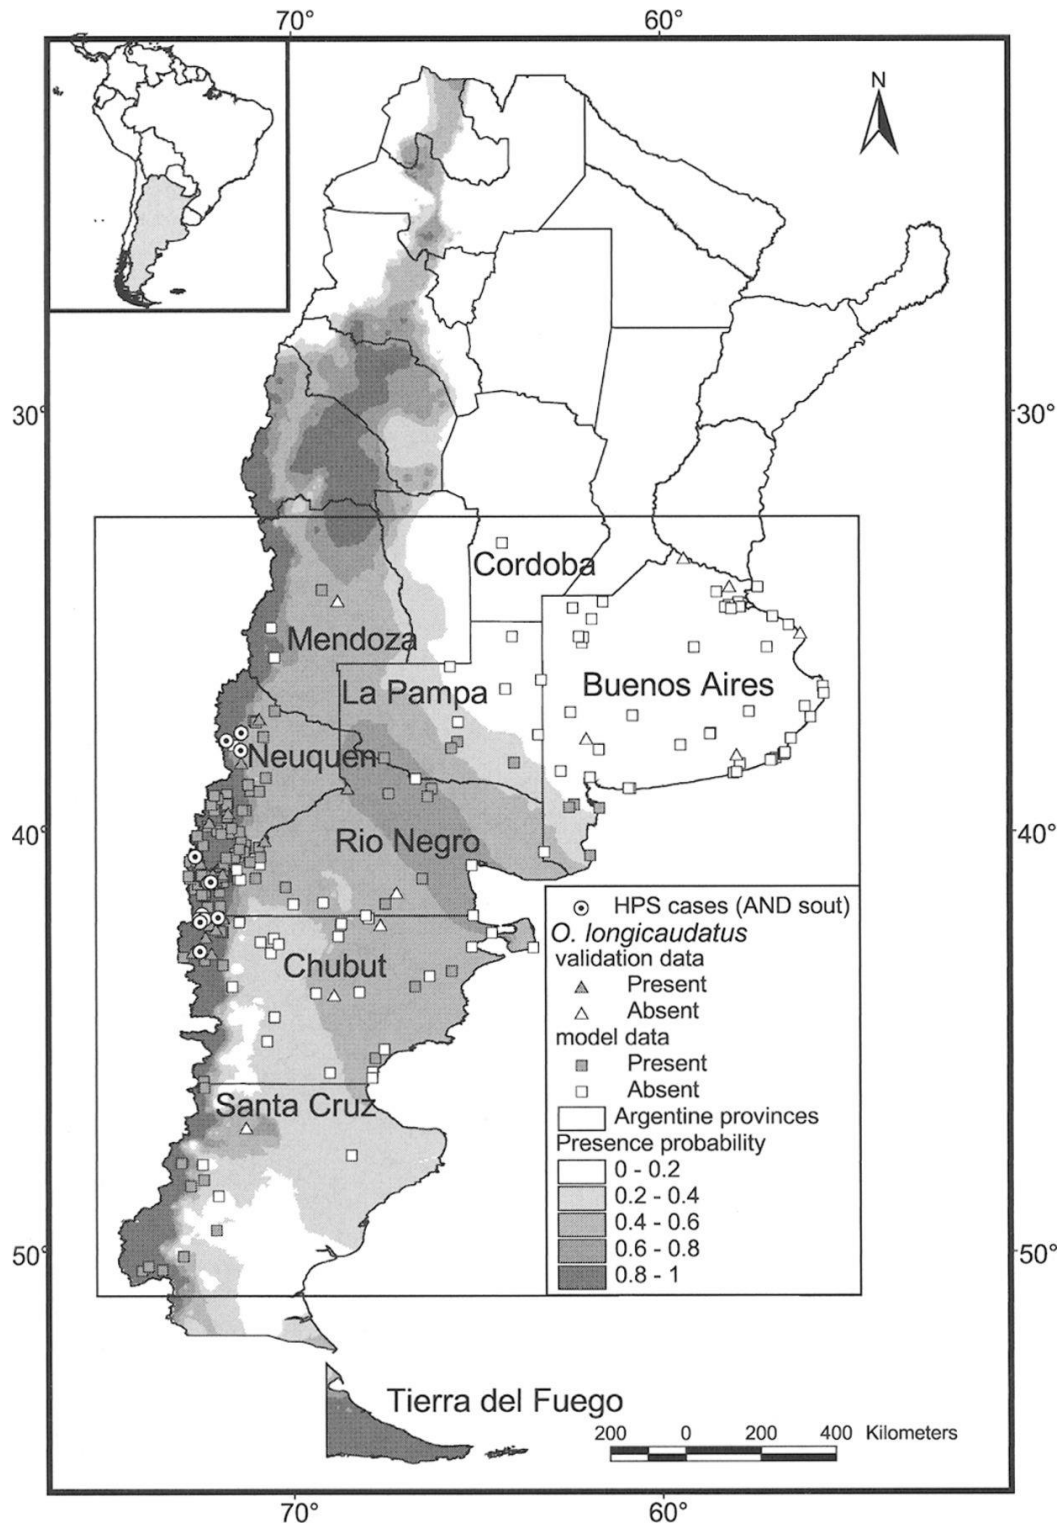 70° 60°
N
30° 30°
Cordoba
Mendoza
La Pampa
Buenos Aires
Neuquen
40° 40°
Rio Negro
HPS cases (AND sout)
O. longicaudatus
validation data
Present
Absent
model data
Present
Absent
Argentine provinces
Presence probability
0 - 0.2
0.2 - 0.4
0.4 - 0.6
0.6 - 0.8
0.8 - 1
Chubut
Santa Cruz
50° 50°
Tierra del Fuego
200 0 200 400 Kilometers
70° 60°